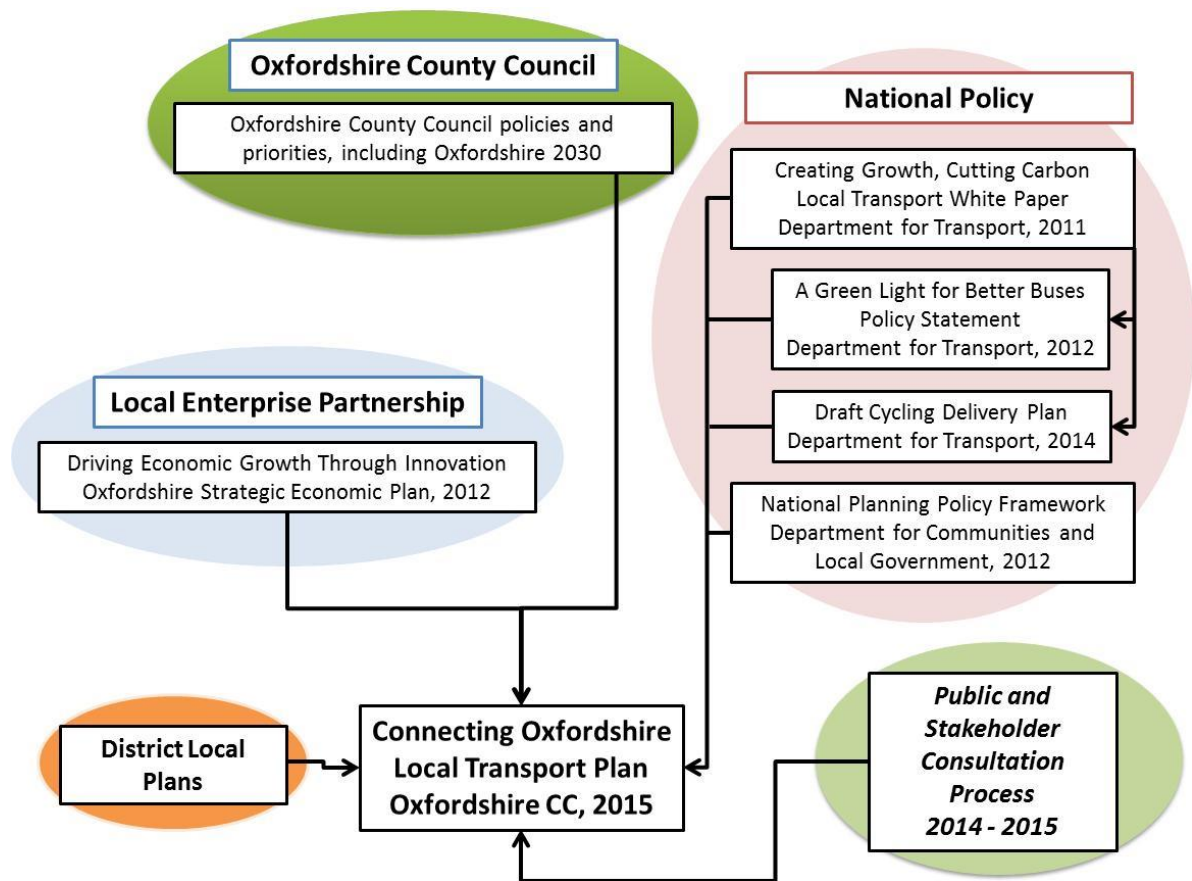 Oxfordshire County Council
Oxfordshire County Council policies and
priorities, including Oxfordshire 2030
National Policy
Creating Growth, Cutting Carbon
Local Transport White Paper
Department for Transport, 2011
A Green Light for Better Buses
Policy Statement
Department for Transport, 2012
Draft Cycling Delivery Plan
Department for Transport, 2014
National Planning Policy Framework
Department for Communities and
Local Government, 2012
Local Enterprise Partnership
Driving Economic Growth Through Innovation
Oxfordshire Strategic Economic Plan, 2012
District Local
Plans
Connecting Oxfordshire
Local Transport Plan
Oxfordshire CC, 2015
Public and
Stakeholder
Consultation
Process
2014 - 2015